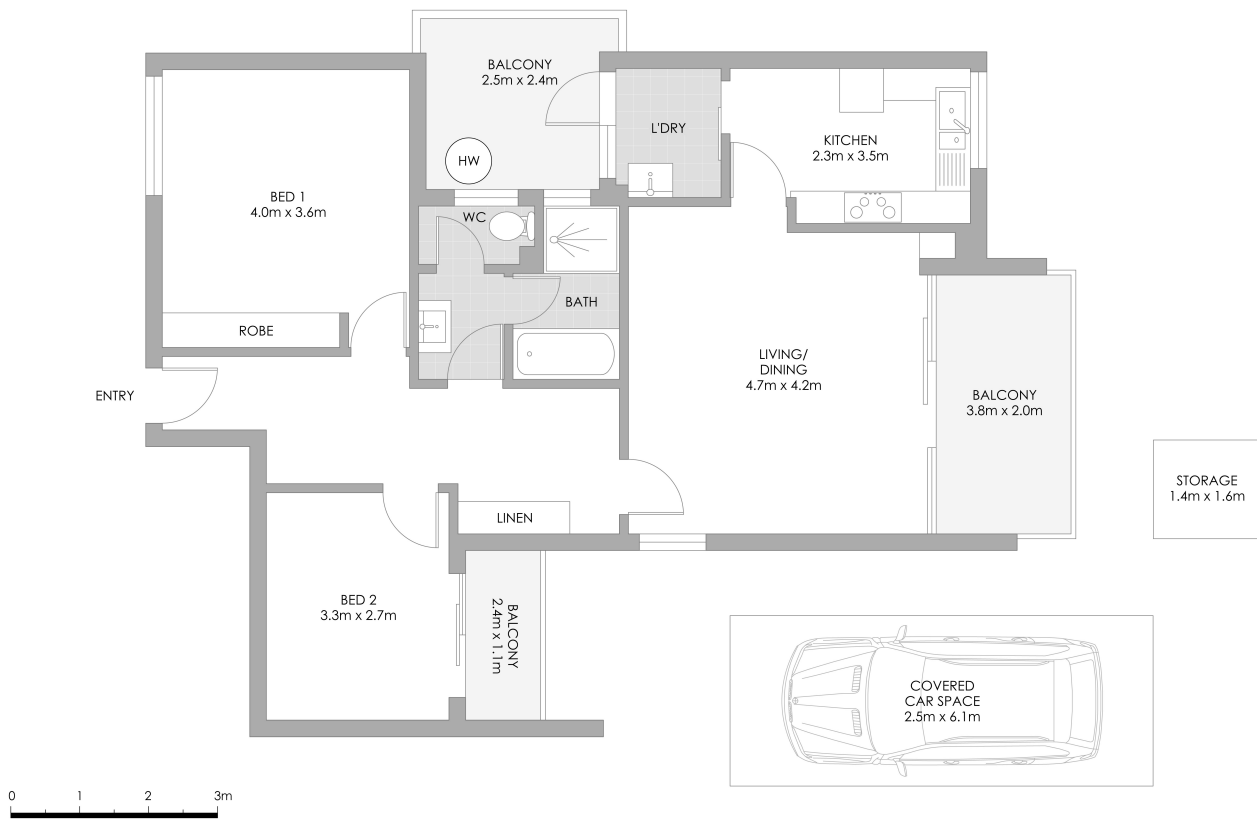 BALCONY
2.5m x 2.4m
L'DRY
KITCHEN
2.3m x 3.5m
HW
BED 1
4.0m x 3.6m
WC
BATH
ROBE
LIVING/
DINING
4.7m x 4.2m
ENTRY
BALCONY
3.8m x 2.0m
STORAGE
1.4m x 1.6m
LINEN
BED 2
3.3m x 2.7m
BALCONY
2.4m x 1.1m
COVERED
CAR SPACE
2.5m x 6.1m
0 1 2 3m